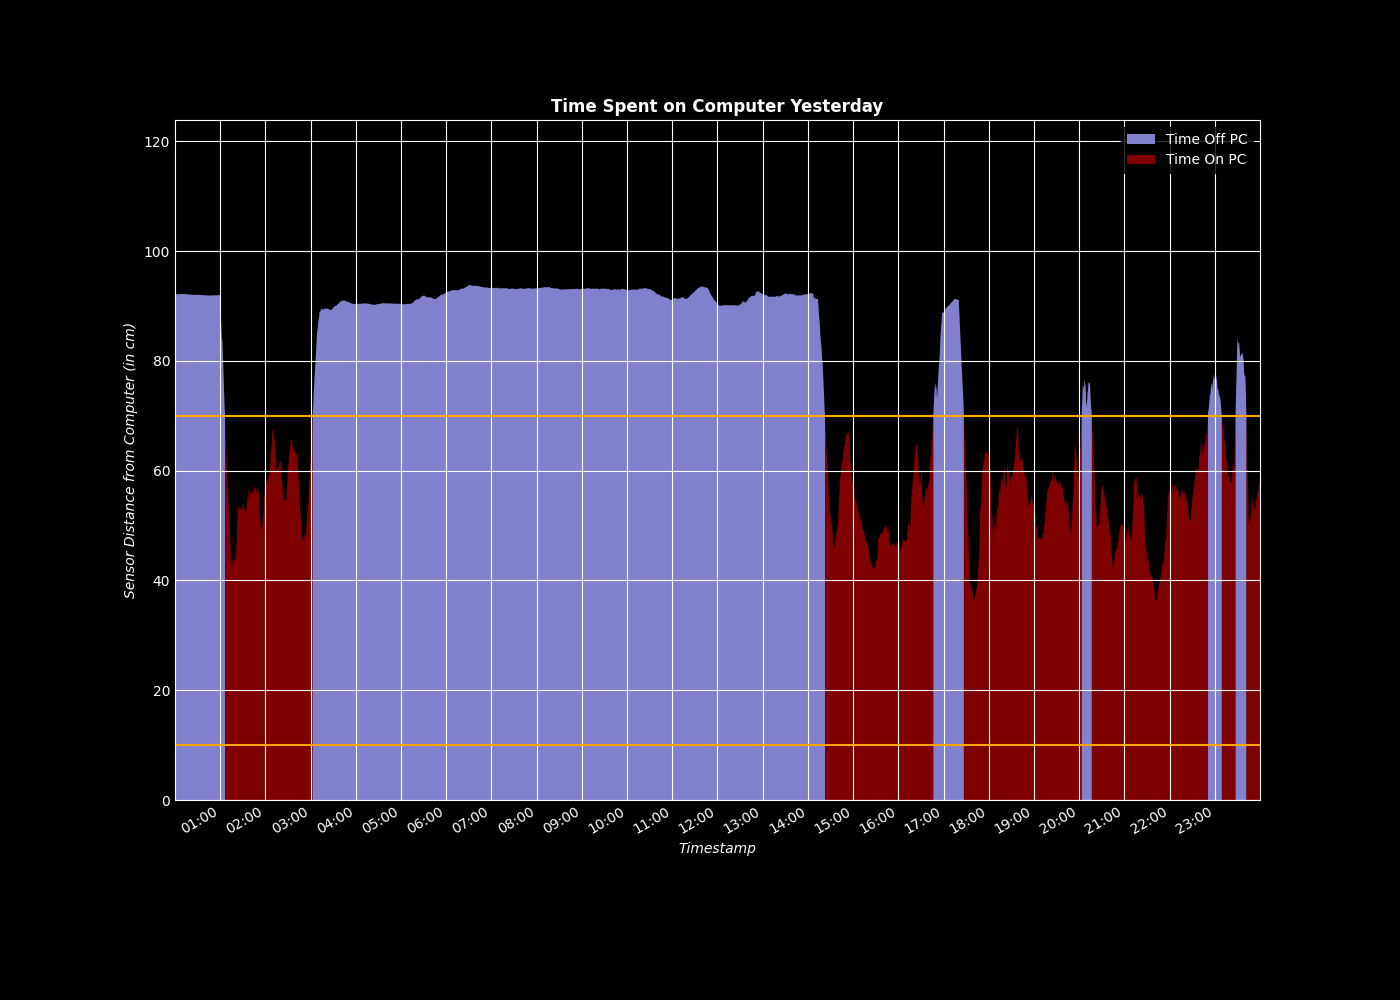 Time Spent on Computer Yesterday
Time Off PC
Time On PC
Sensor Distance from Computer (in cm)
120
100
80
60
40
20
0
01:00 02:00 03:00 04:00 05:00 06:00 07:00 08:00 09:00 10:00 11:00 12:00 13:00 14:00 15:00 16:00 17:00 18:00 19:00 20:00 21:00 22:00 23:00
Timestamp